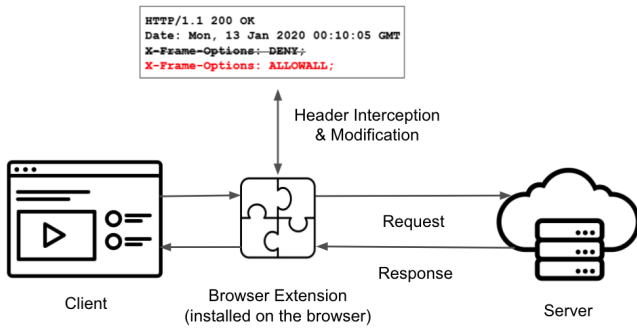 HTTP/1.1 200 OK
Date: Mon, 13 Jan 2020 00:10:05 GMT
X-Frame-Options: DENY;
X-Frame-Options: ALLOWALL;
Header Interception
& Modification
Request
Response
Client
Browser Extension
(installed on the browser)
Server